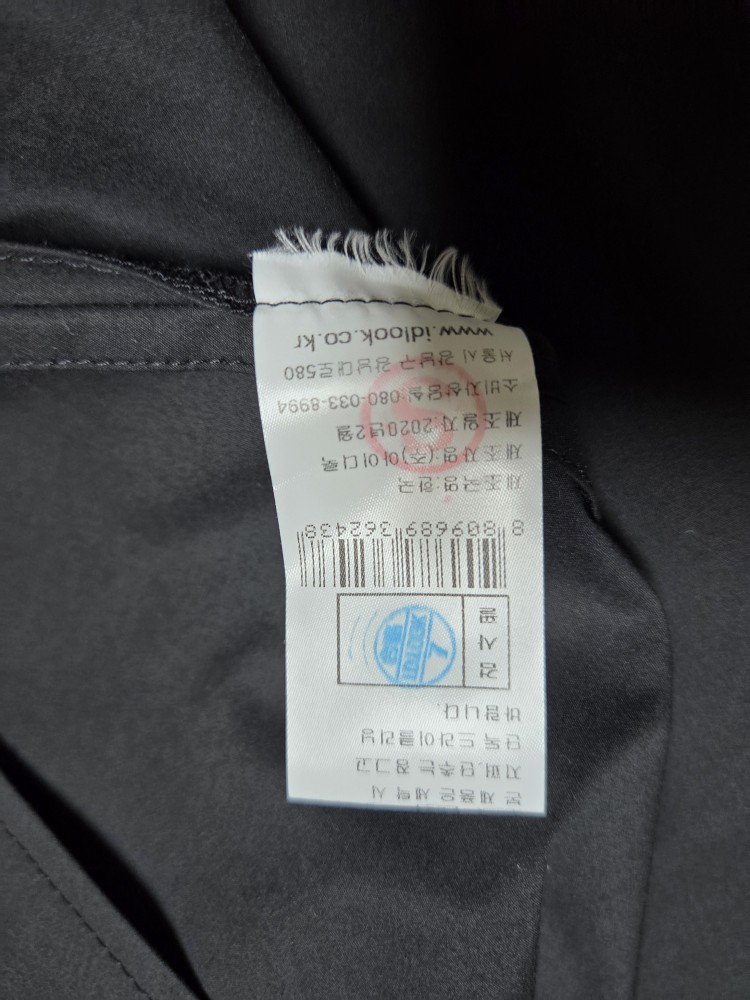 본 제품은 세탁 시
지퍼, 단추는 잠그고
단독 드라이클리닝
바랍니다.
검사필
합격
IDLOOK
7
8 809689 362438
제조국명:한국
제조자명:(주)아이디룩
제조일자:2020년2월
소비자상담실:080-033-8994
서울시 강남구 강남대로580
www.idlook.co.kr
S